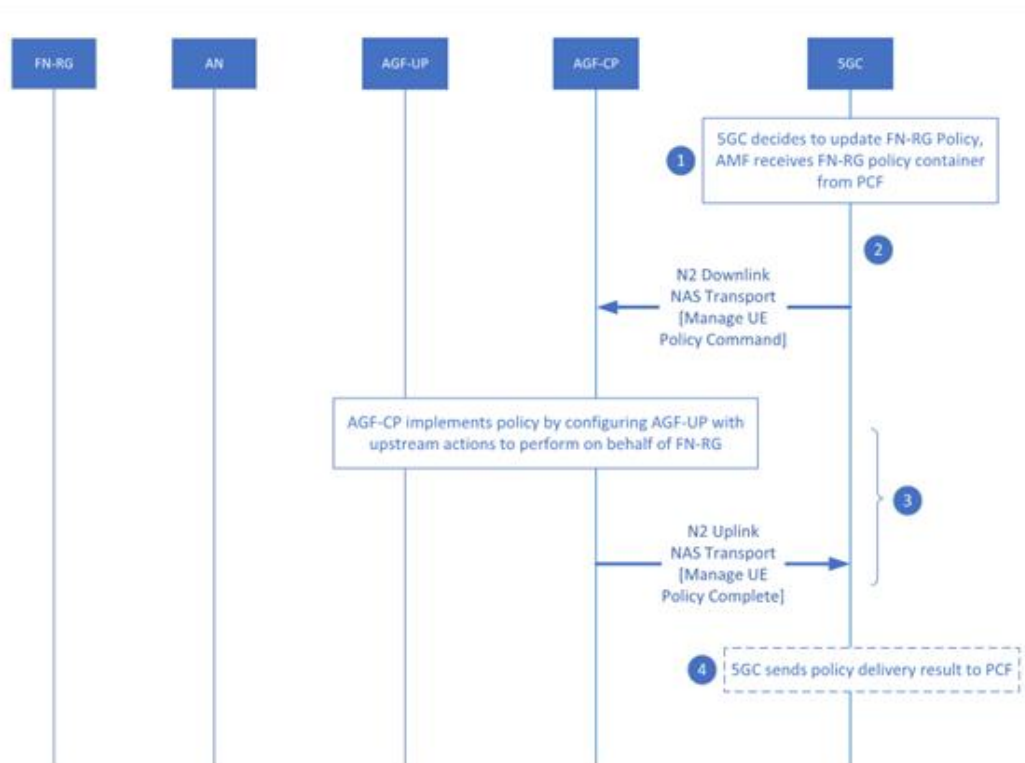 FN-RG
AN
AGF-UP
AGF-CP
5GC
1
5GC decides to update FN-RG Policy,
AMF receives FN-RG policy container
from PCF
2
N2 Downlink
NAS Transport
[Manage UE
Policy Command]
AGF-CP implements policy by configuring AGF-UP with
upstream actions to perform on behalf of FN-RG
3
N2 Uplink
NAS Transport
[Manage UE
Policy Complete]
4
5GC sends policy delivery result to PCF